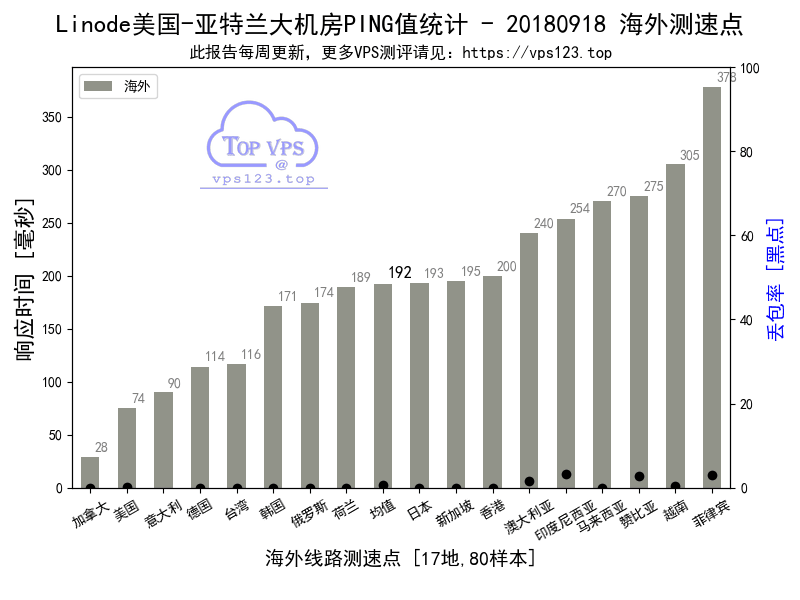 Linode美国-亚特兰大机房PING值统计 - 20180918 海外测速点
此报告每周更新，更多VPS测评请见：https://vps123.top
海外
Top VPS
@
vps123.top
响应时间 [毫秒]
丢包率 [黑点]
350
300
250
200
150
100
50
0
100
80
60
40
20
0
28
74
90
114
116
171
174
189
192
193
195
200
240
254
270
275
305
378
加拿大
美国
意大利
德国
台湾
韩国
俄罗斯
荷兰
均值
日本
新加坡
香港
澳大利亚
印度尼西亚
马来西亚
赞比亚
越南
菲律宾
海外线路测速点 [17地,80样本]